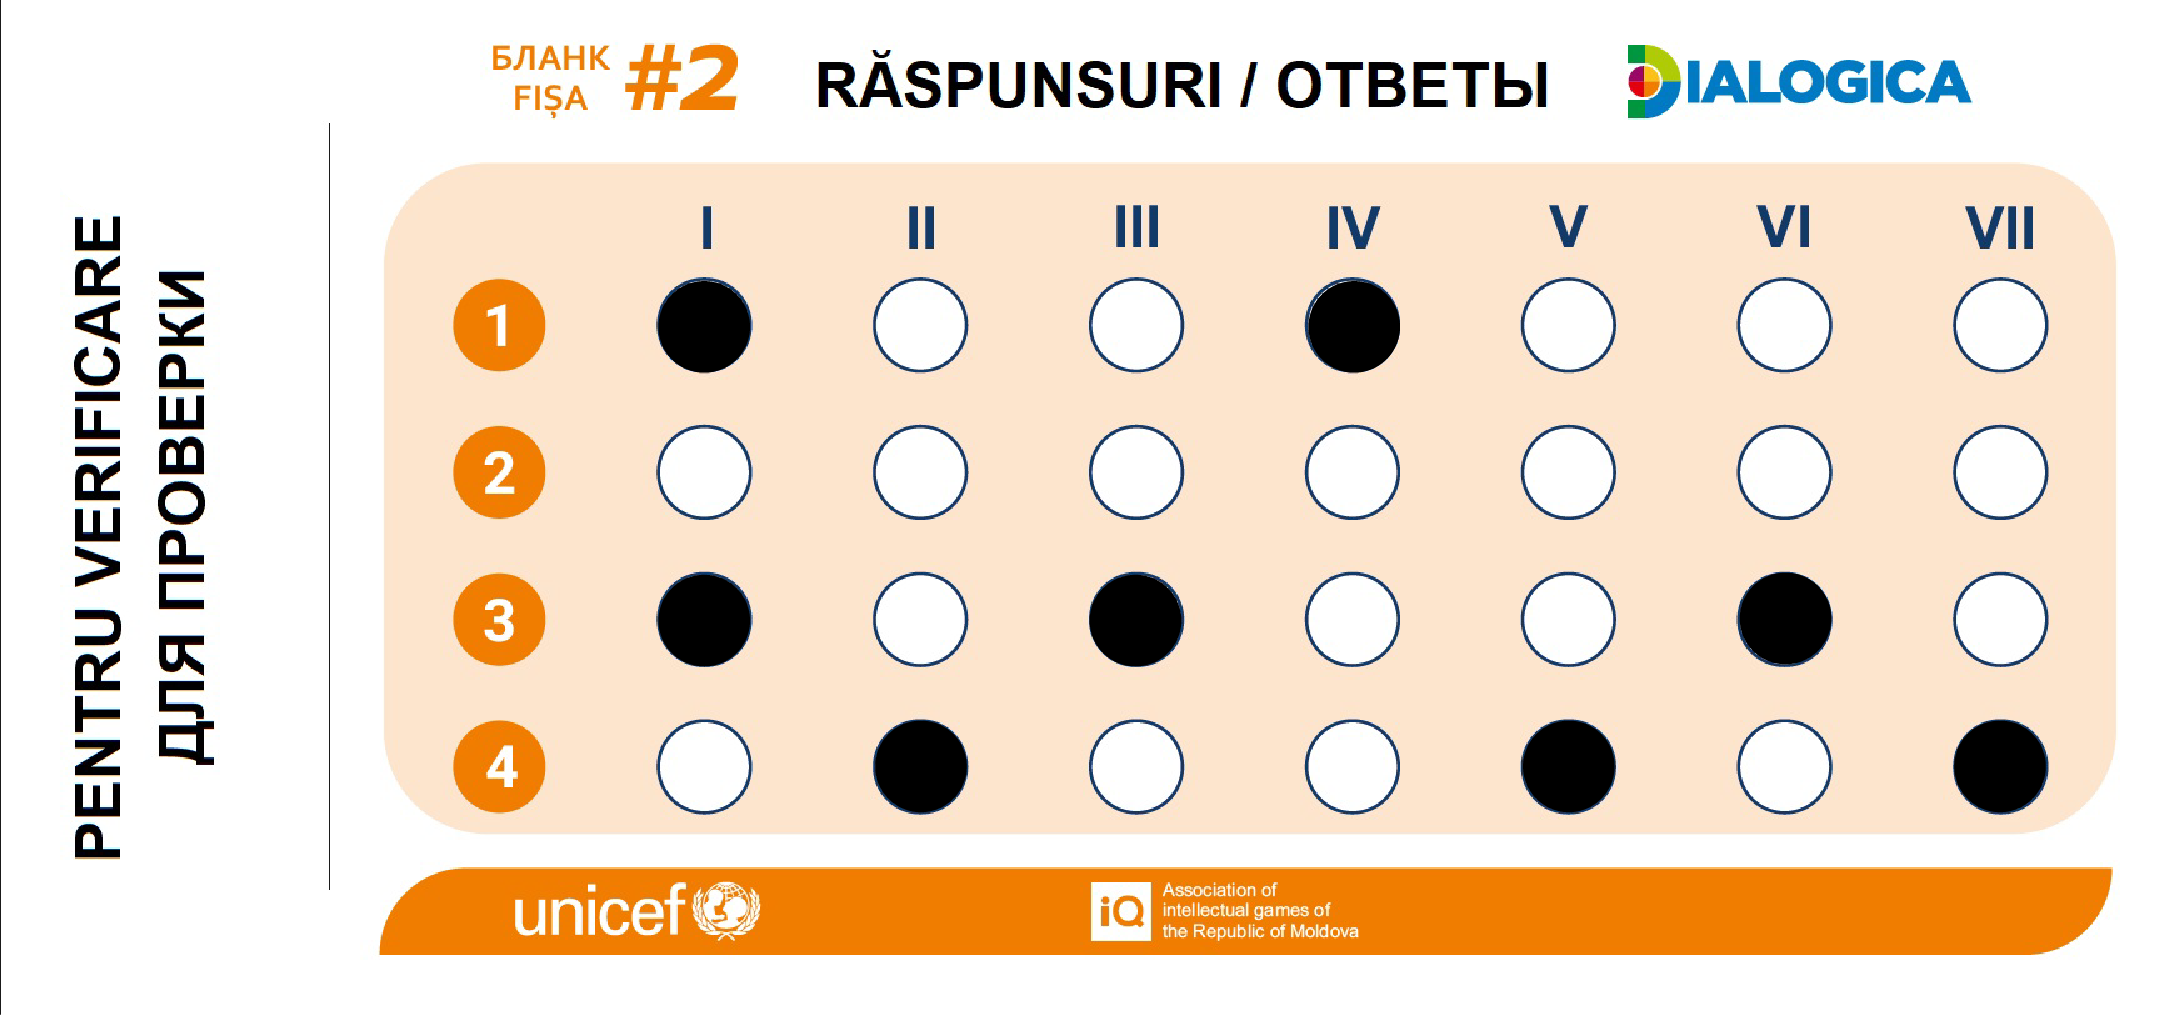 БЛАНК
FIȘA
#2
RĂSPUNSURI / ОТВЕТЫ
DIALOGICA
PENTRU VERIFICARE
ДЛЯ ПРОВЕРКИ
I II III IV V VI VII
1
2
3
4
unicef
iQ
Association of
intellectual games of
the Republic of Moldova